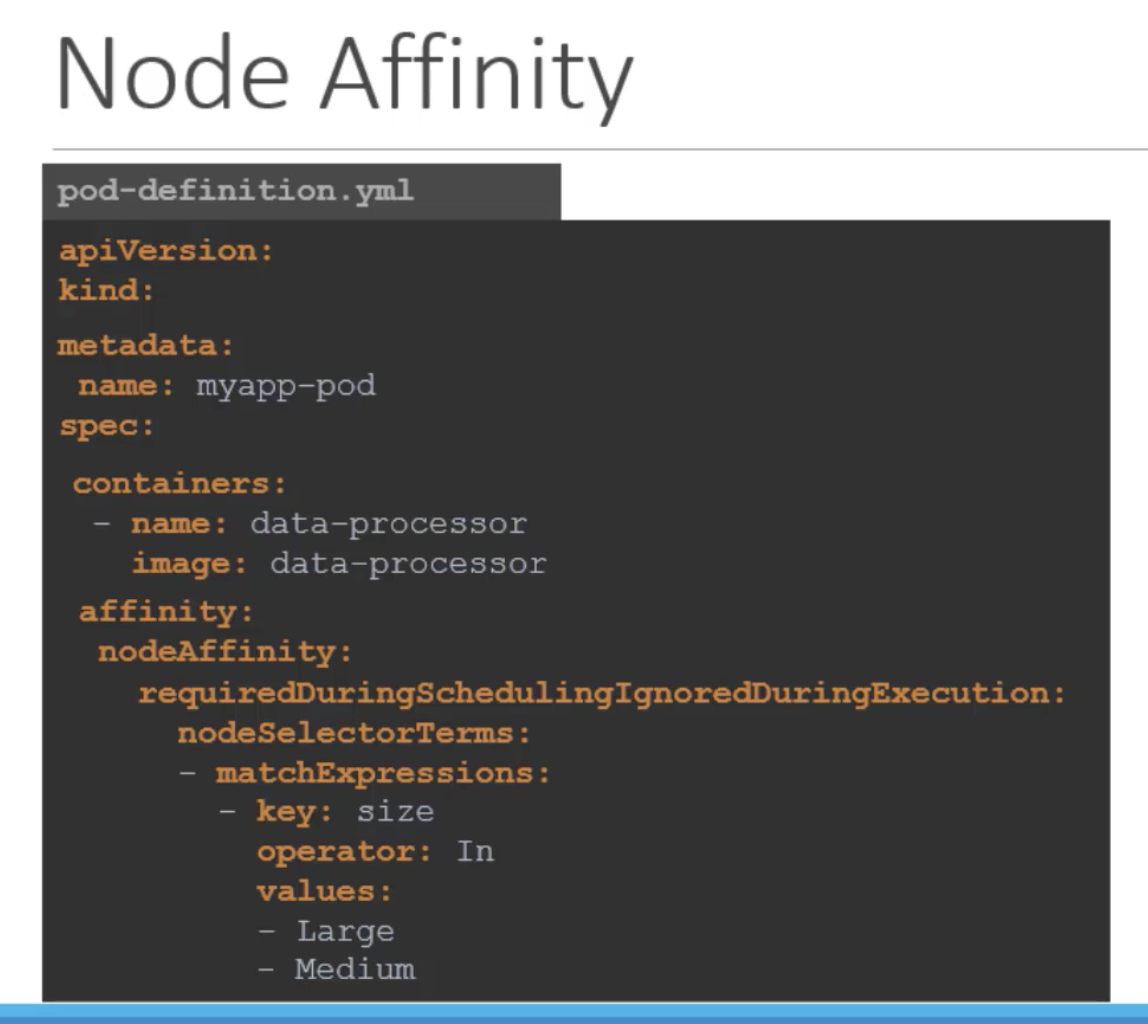 Node Affinity
pod-definition.yml
apiVersion:
kind:
metadata:
name: myapp-pod
spec:
containers:
- name: data-processor
image: data-processor
affinity:
nodeAffinity:
requiredDuringSchedulingIgnoredDuringExecution:
nodeSelectorTerms:
- matchExpressions:
- key: size
operator: In
values:
- Large
- Medium